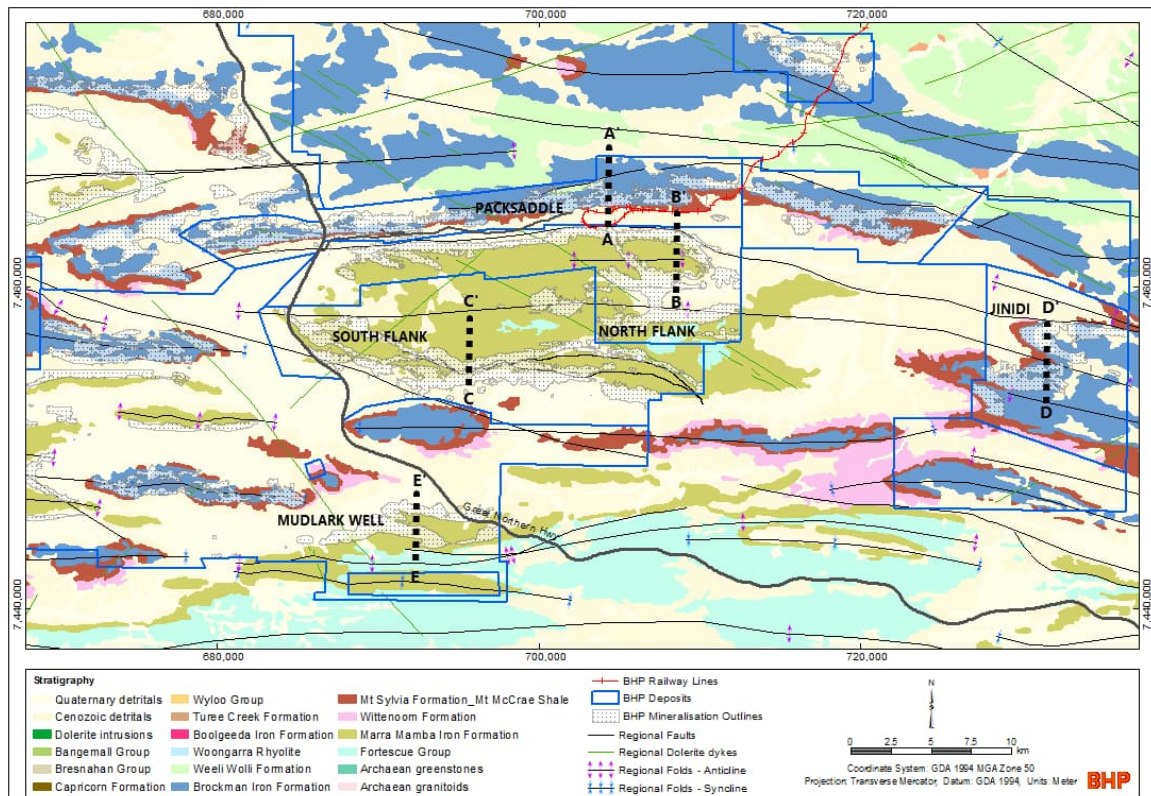 680,000 700,000 720,000
A'
PACKSADDLE
B'
A
7,460,000 7,460,000
C' B JINIDI D'
SOUTH FLANK NORTH FLANK
C
D
E'
MUDLARK WELL
Great Northern Hwy
E
7,440,000 7,440,000
680,000 700,000 720,000
Stratigraphy
Quaternary detritals
Cenozoic detritals
Dolerite intrusions
Bangemall Group
Bresnahan Group
Capricorn Formation
Wyloo Group
Turee Creek Formation
Boolgeeda Iron Formation
Woongarra Rhyolite
Weeli Wolli Formation
Brockman Iron Formation
Mt Sylvia Formation_Mt McCrae Shale
Wittenoom Formation
Marra Mamba Iron Formation
Fortescue Group
Archaean greenstones
Archaean granitoids
BHP Railway Lines
BHP Deposits
BHP Mineralisation Outlines
Regional Faults
Regional Dolerite dykes
Regional Folds - Anticline
Regional Folds - Syncline
N
0 2.5 5 7.5 10
km
Coordinate System: GDA 1994 MGA Zone 50
Projection: Transverse Mercator, Datum: GDA 1994, Units: Meter
BHP